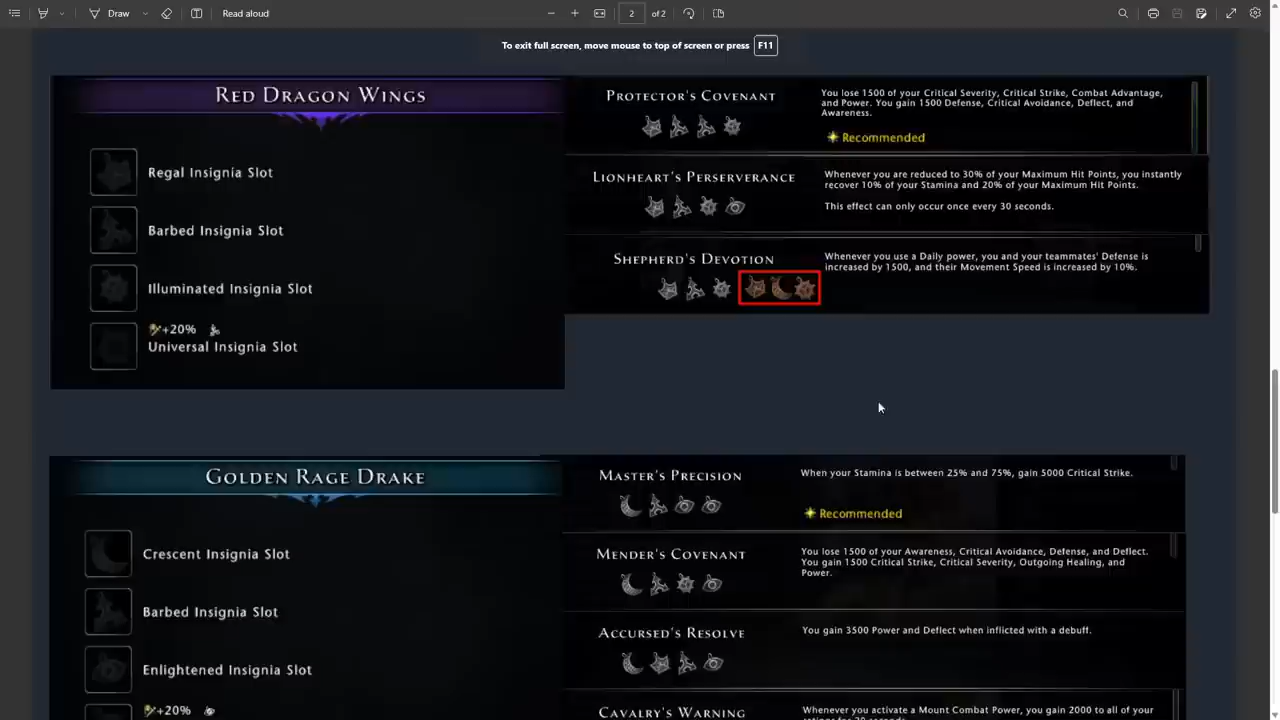 Draw
Read aloud
2
of 2
To exit full screen, move mouse to top of screen or press F11
RED DRAGON WINGS
Regal Insignia Slot
Barbed Insignia Slot
Illuminated Insignia Slot
+20%
Universal Insignia Slot
PROTECTOR'S COVENANT
You lose 1500 of your Critical Severity, Critical Strike, Combat Advantage,
and Power. You gain 1500 Defense, Critical Avoidance, Deflect, and
Awareness.
Recommended
LIONHEART'S PERSERVERANCE
Whenever you are reduced to 30% of your Maximum Hit Points, you instantly
recover 10% of your Stamina and 20% of your Maximum Hit Points.
This effect can only occur once every 30 seconds.
SHEPHERD'S DEVOTION
Whenever you use a Daily power, you and your teammates' Defense is
increased by 1500, and their Movement Speed is increased by 10%.
GOLDEN RAGE DRAKE
Crescent Insignia Slot
Barbed Insignia Slot
Enlightened Insignia Slot
+20%
MASTER'S PRECISION
When your Stamina is between 25% and 75%, gain 5000 Critical Strike.
Recommended
MENDER'S COVENANT
You lose 1500 of your Awareness, Critical Avoidance, Defense, and Deflect.
You gain 1500 Critical Strike, Critical Severity, Outgoing Healing, and
Power.
ACCURSED'S RESOLVE
You gain 3500 Power and Deflect when inflicted with a debuff.
CAVALRY'S WARNING
Whenever you activate a Mount Combat Power, you gain 2000 to all of your